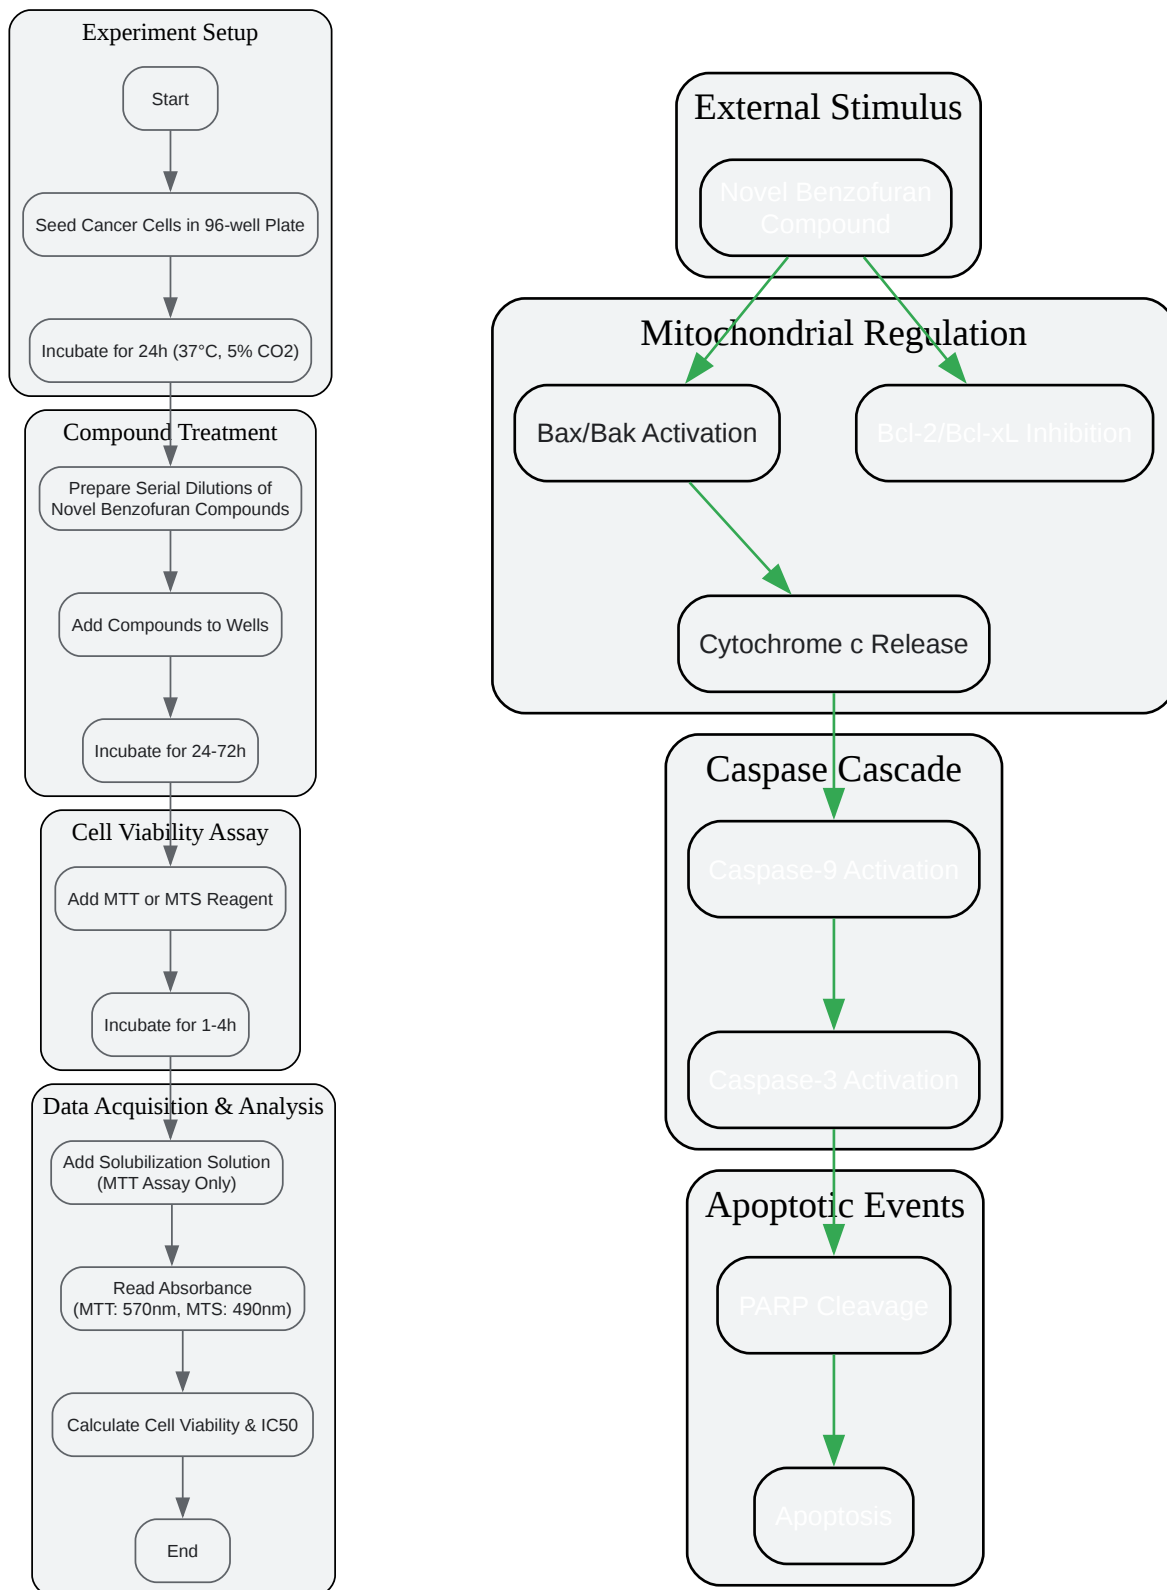 Experiment Setup
Start
Seed Cancer Cells in 96-well Plate
Incubate for 24h (37°C, 5% CO2)
Compound Treatment
Prepare Serial Dilutions of
Novel Benzofuran Compounds
Add Compounds to Wells
Incubate for 24-72h
Cell Viability Assay
Add MTT or MTS Reagent
Incubate for 1-4h
Data Acquisition & Analysis
Add Solubilization Solution
(MTT Assay Only)
Read Absorbance
(MTT: 570nm, MTS: 490nm)
Calculate Cell Viability & IC50
End
External Stimulus
Novel Benzofuran
Compound
Mitochondrial Regulation
Bax/Bak Activation
Bcl-2/Bcl-xL Inhibition
Cytochrome c Release
Caspase Cascade
Caspase-9 Activation
Caspase-3 Activation
Apoptotic Events
PARP Cleavage
Apoptosis